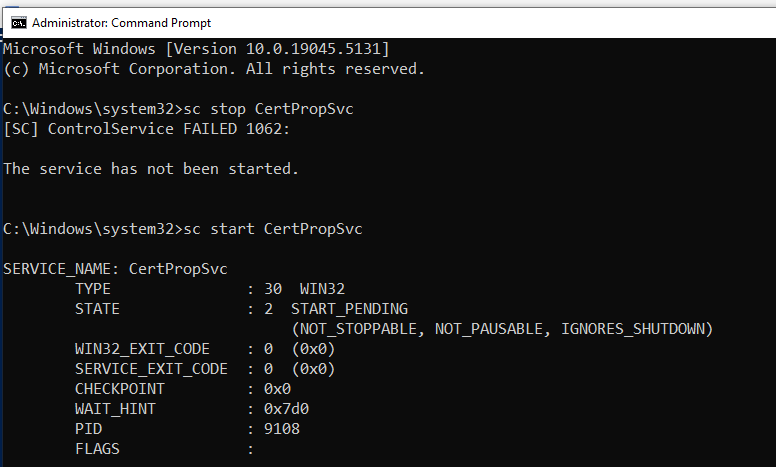 Administrator: Command Prompt
Microsoft Windows [Version 10.0.19045.5131]
(c) Microsoft Corporation. All rights reserved.
C:\Windows\system32>sc stop CertPropSvc
[SC] ControlService FAILED 1062:
The service has not been started.
C:\Windows\system32>sc start CertPropSvc
SERVICE_NAME: CertPropSvc
TYPE : 30 WIN32
STATE : 2 START_PENDING
(NOT_STOPPABLE, NOT_PAUSABLE, IGNORES_SHUTDOWN)
WIN32_EXIT_CODE : 0 (0x0)
SERVICE_EXIT_CODE : 0 (0x0)
CHECKPOINT : 0x0
WAIT_HINT : 0x7d0
PID : 9108
FLAGS :